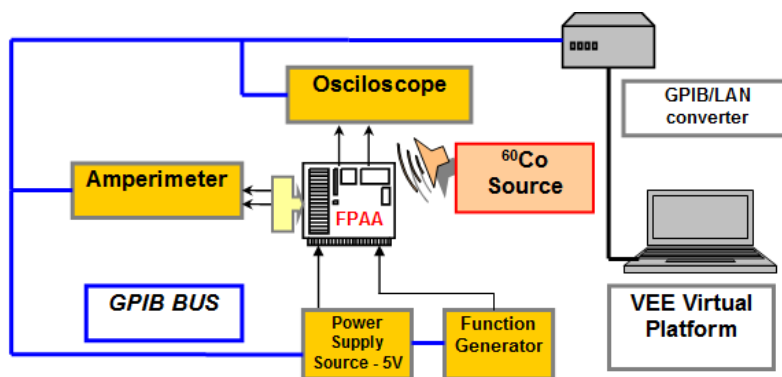 Osciloscope
GPIB/LAN
converter
⁶⁰Co
Source
Amperimeter
FPAA
GPIB BUS
Power
Supply
Source - 5V
Function
Generator
VEE Virtual
Platform